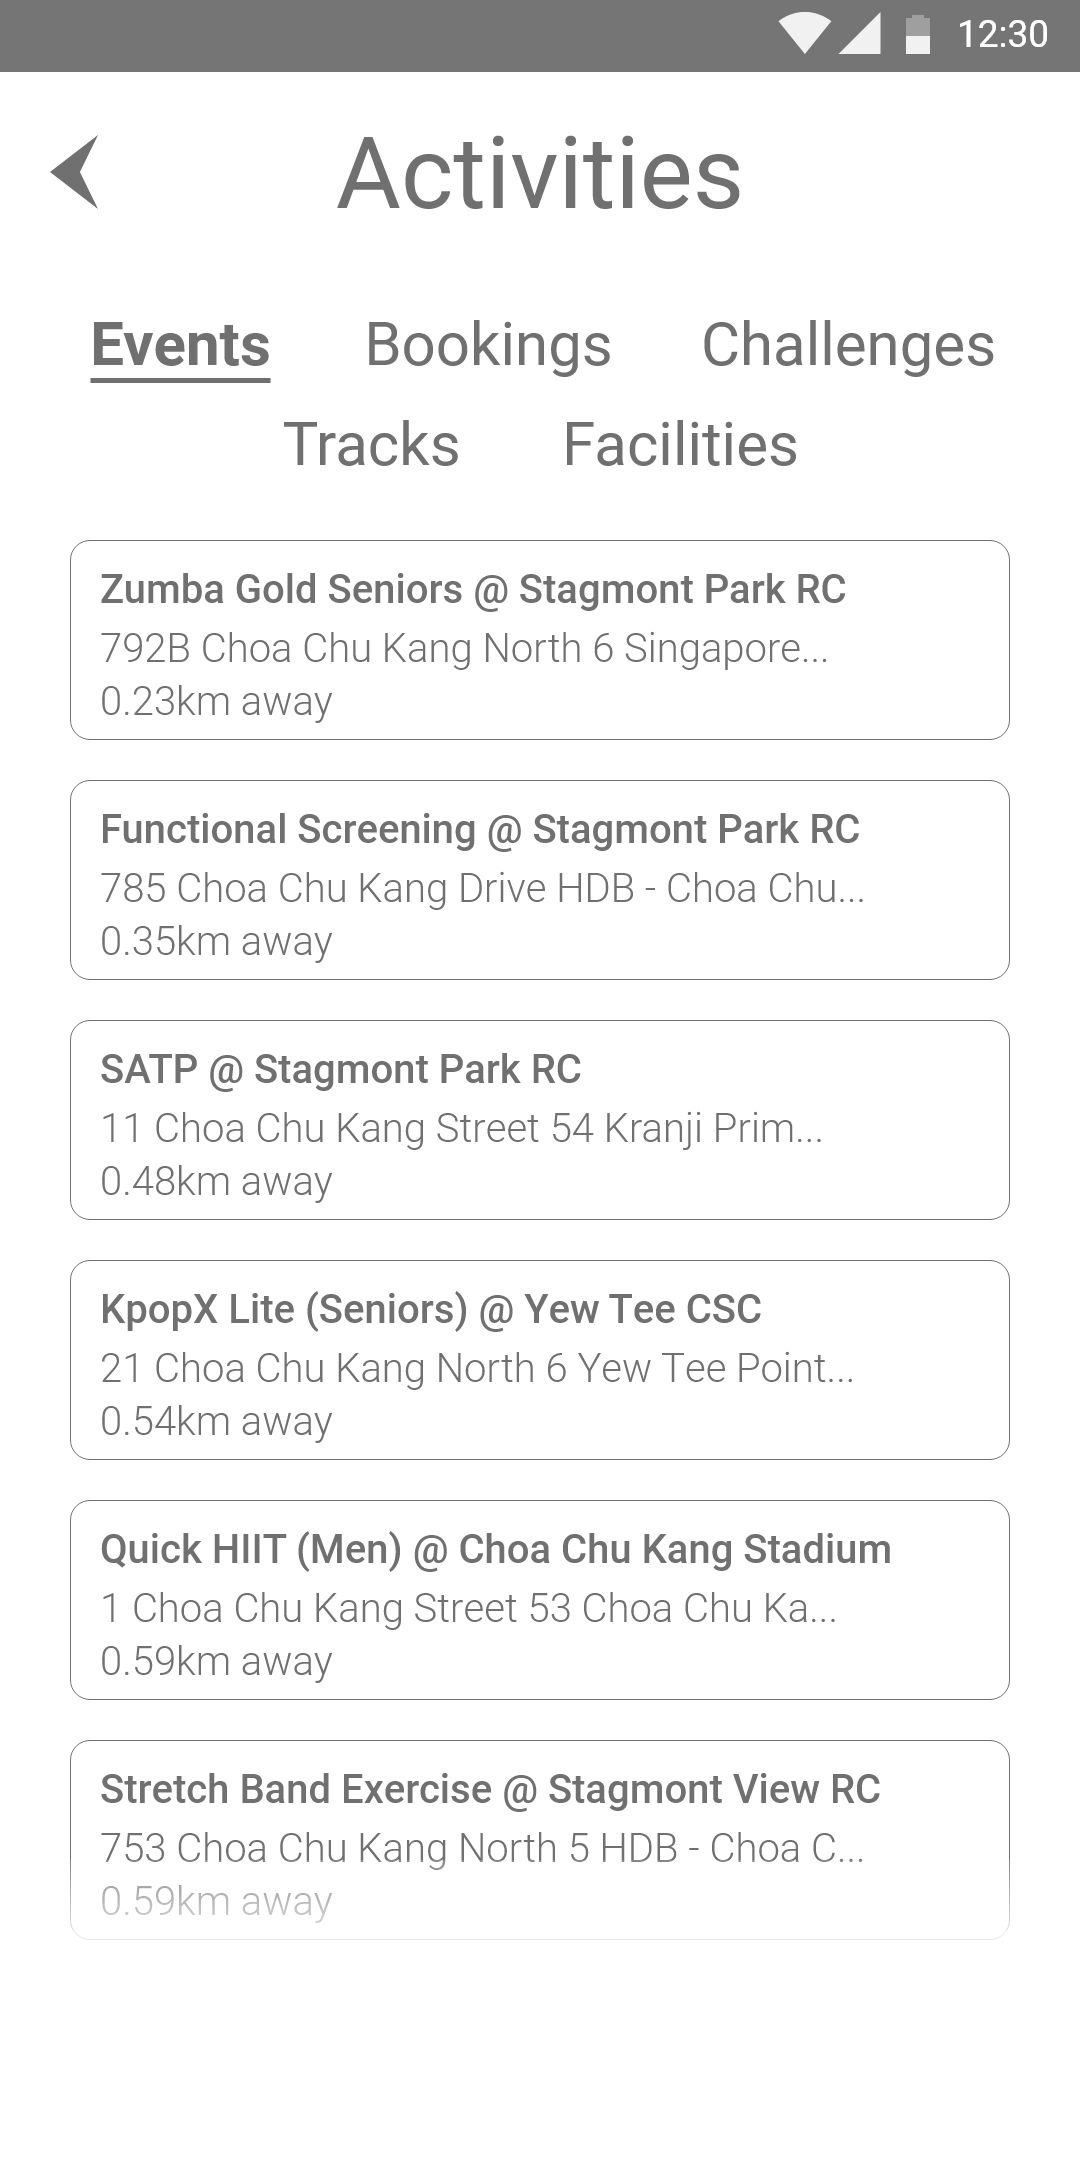 12:30
Activities
Events Bookings Challenges
Tracks Facilities
Zumba Gold Seniors @ Stagmont Park RC
792B Choa Chu Kang North 6 Singapore...
0.23km away
Functional Screening @ Stagmont Park RC
785 Choa Chu Kang Drive HDB - Choa Chu...
0.35km away
SATP @ Stagmont Park RC
11 Choa Chu Kang Street 54 Kranji Prim...
0.48km away
KpopX Lite (Seniors) @ Yew Tee CSC
21 Choa Chu Kang North 6 Yew Tee Point...
0.54km away
Quick HIIT (Men) @ Choa Chu Kang Stadium
1 Choa Chu Kang Street 53 Choa Chu Ka...
0.59km away
Stretch Band Exercise @ Stagmont View RC
753 Choa Chu Kang North 5 HDB - Choa C...
0.59km away